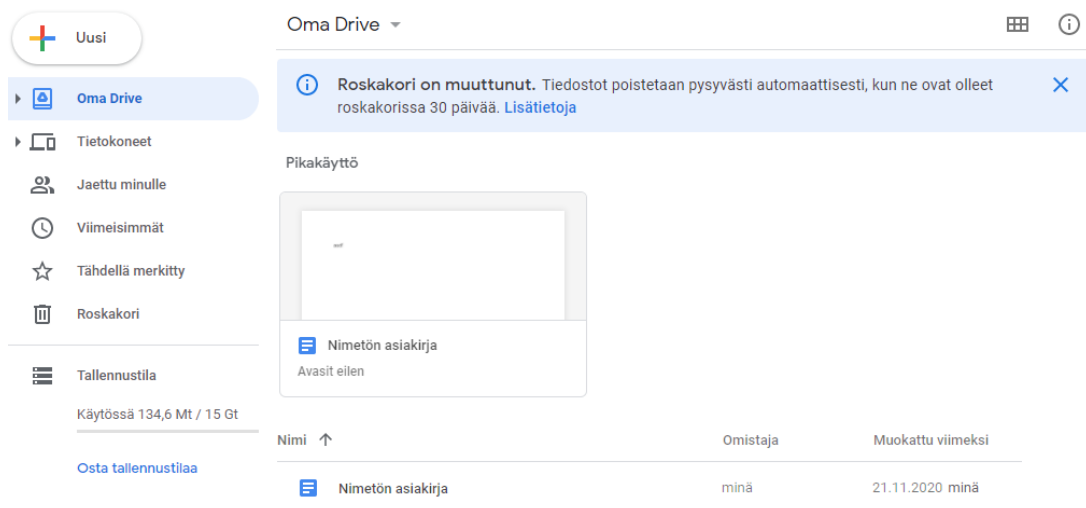 Uusi
Oma Drive
Tietokoneet
Jaettu minulle
Viimeisimmät
Tähdellä merkitty
Roskakori
Tallennustila
Käytössä 134,6 Mt / 15 Gt
Osta tallennustilaa
Oma Drive
Roskakori on muuttunut. Tiedostot poistetaan pysyvästi automaattisesti, kun ne ovat olleet
roskakorissa 30 päivää. Lisätietoja
Pikakäyttö
Nimetön asiakirja
Avasit eilen
Nimi Omistaja Muokattu viimeksi
Nimetön asiakirja minä 21.11.2020 minä